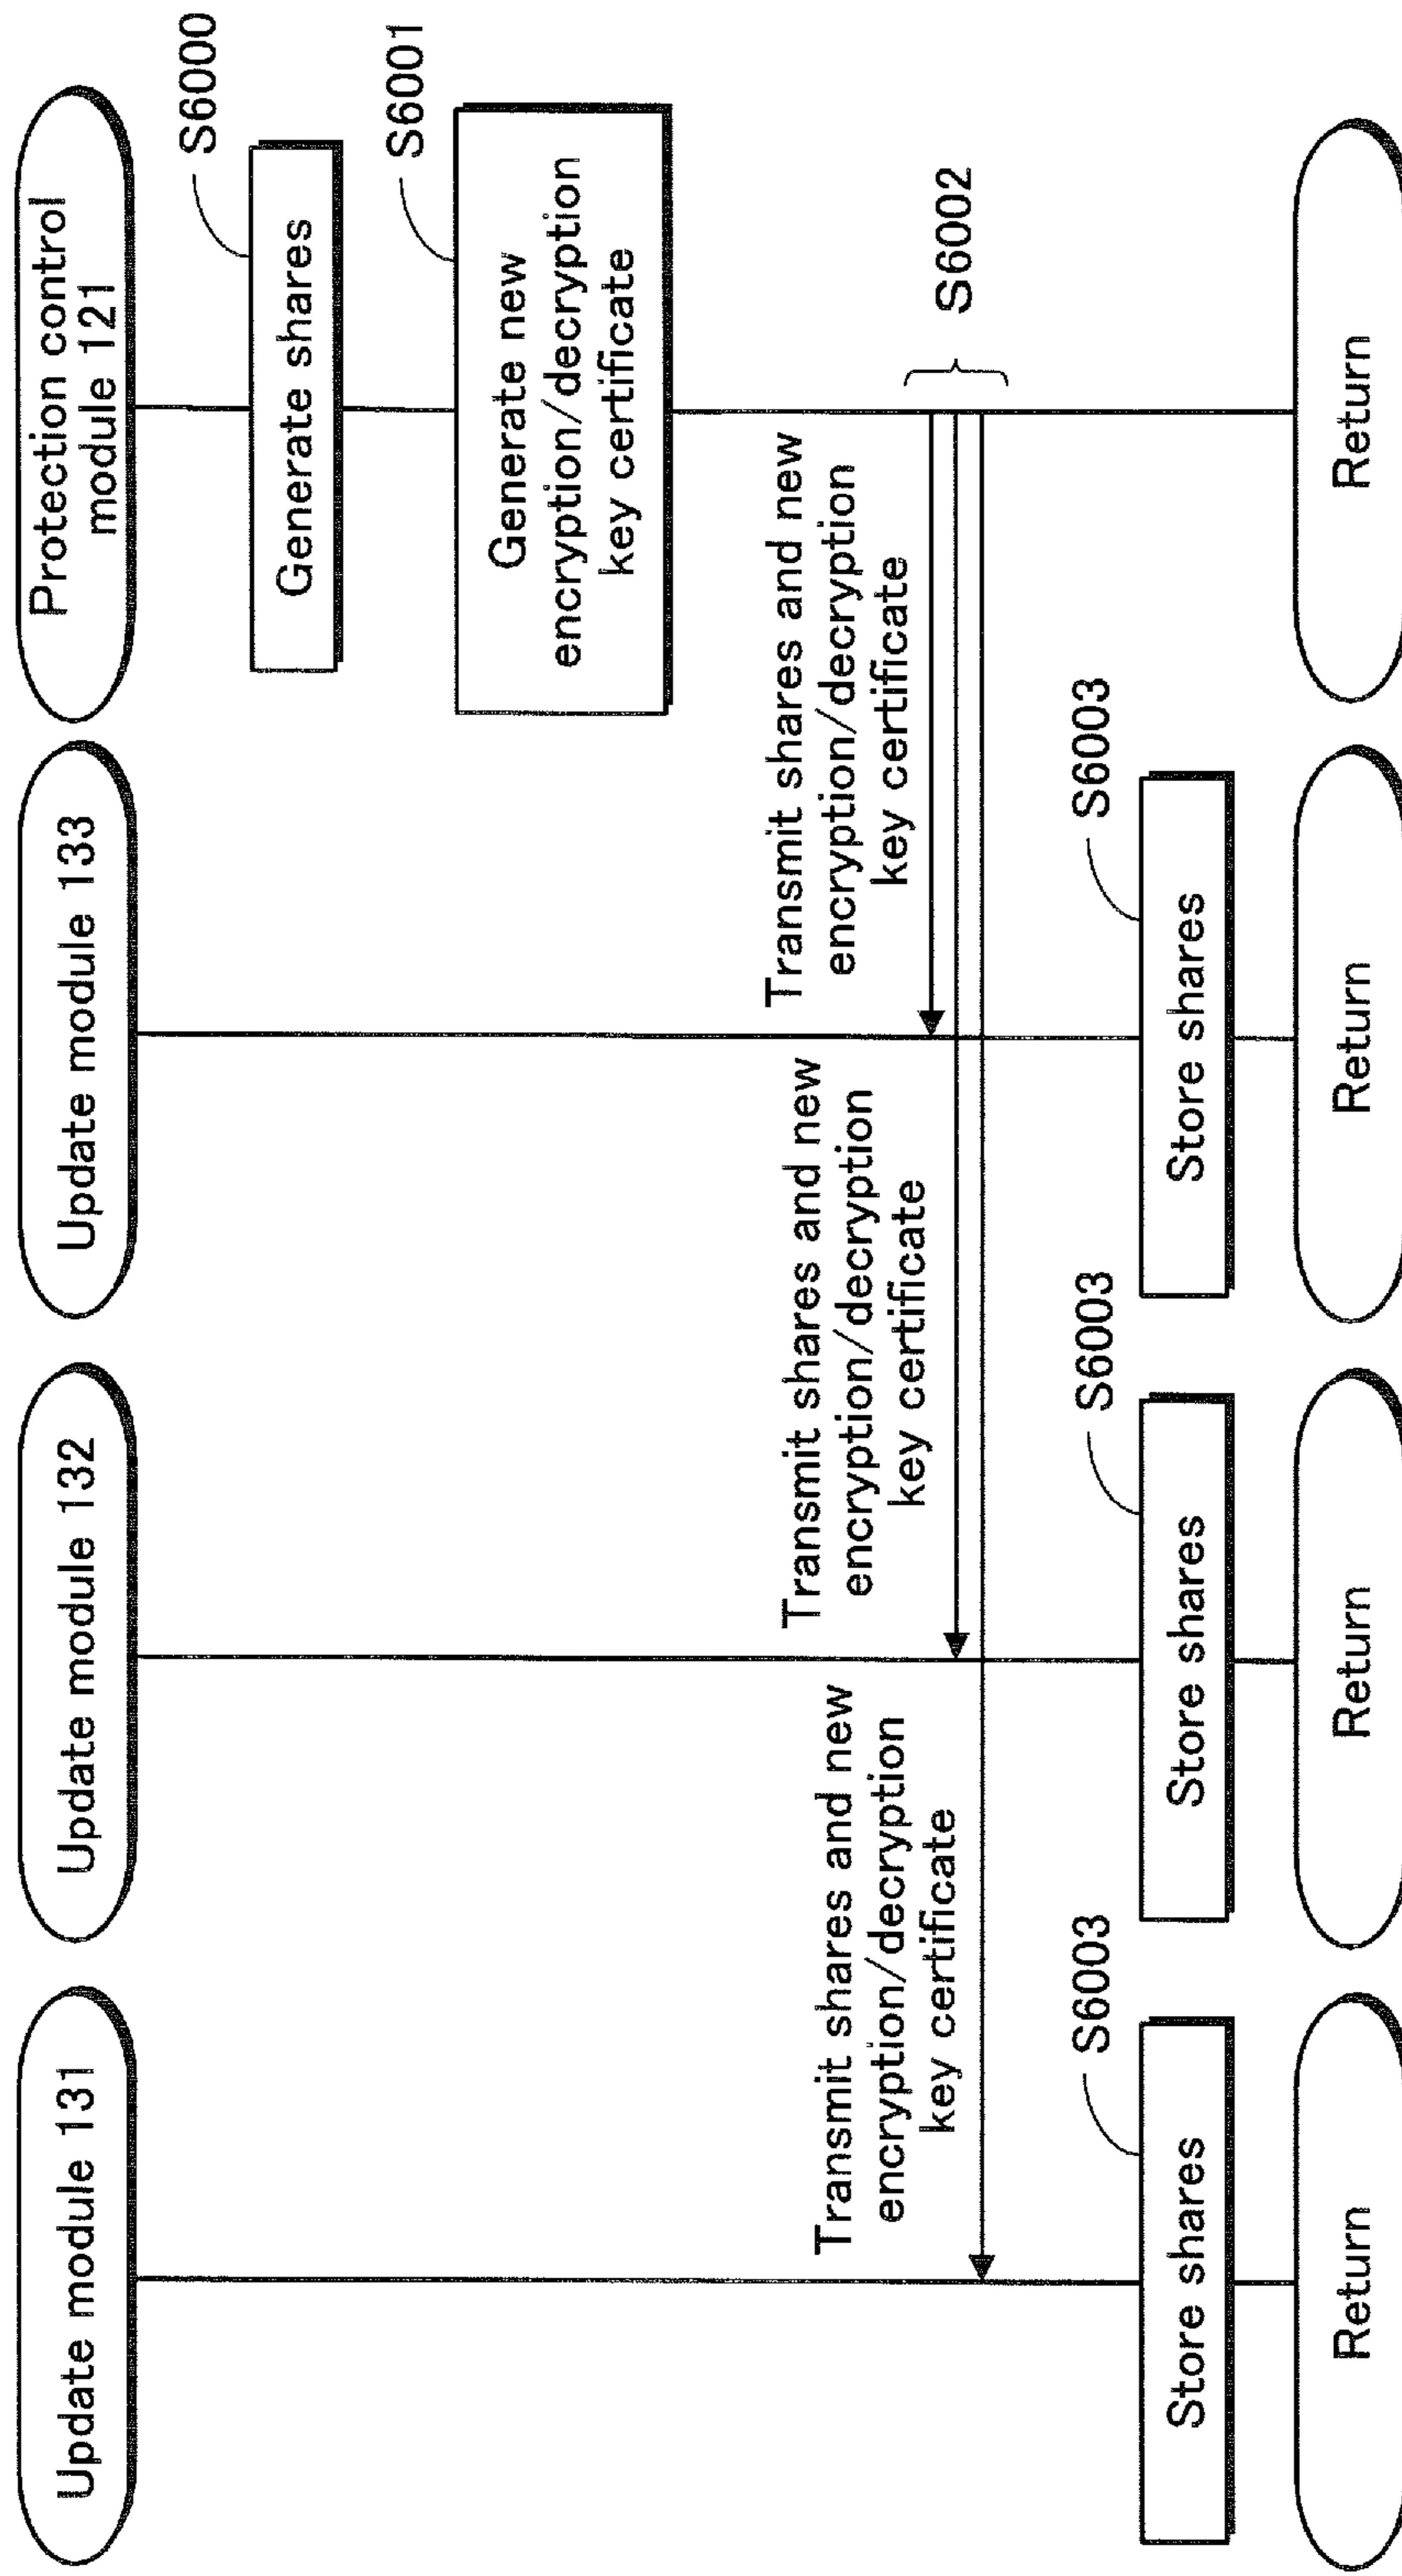 Update module 131
Update module 132
Update module 133
Protection control
module 121
S6000
Generate shares
S6001
Generate new
encryption/decryption
key certificate
Transmit shares and new
encryption/decryption
key certificate
Transmit shares and new
encryption/decryption
key certificate
Transmit shares and new
encryption/decryption
key certificate
S6002
S6003
Store shares
S6003
Store shares
S6003
Store shares
Return
Return
Return
Return